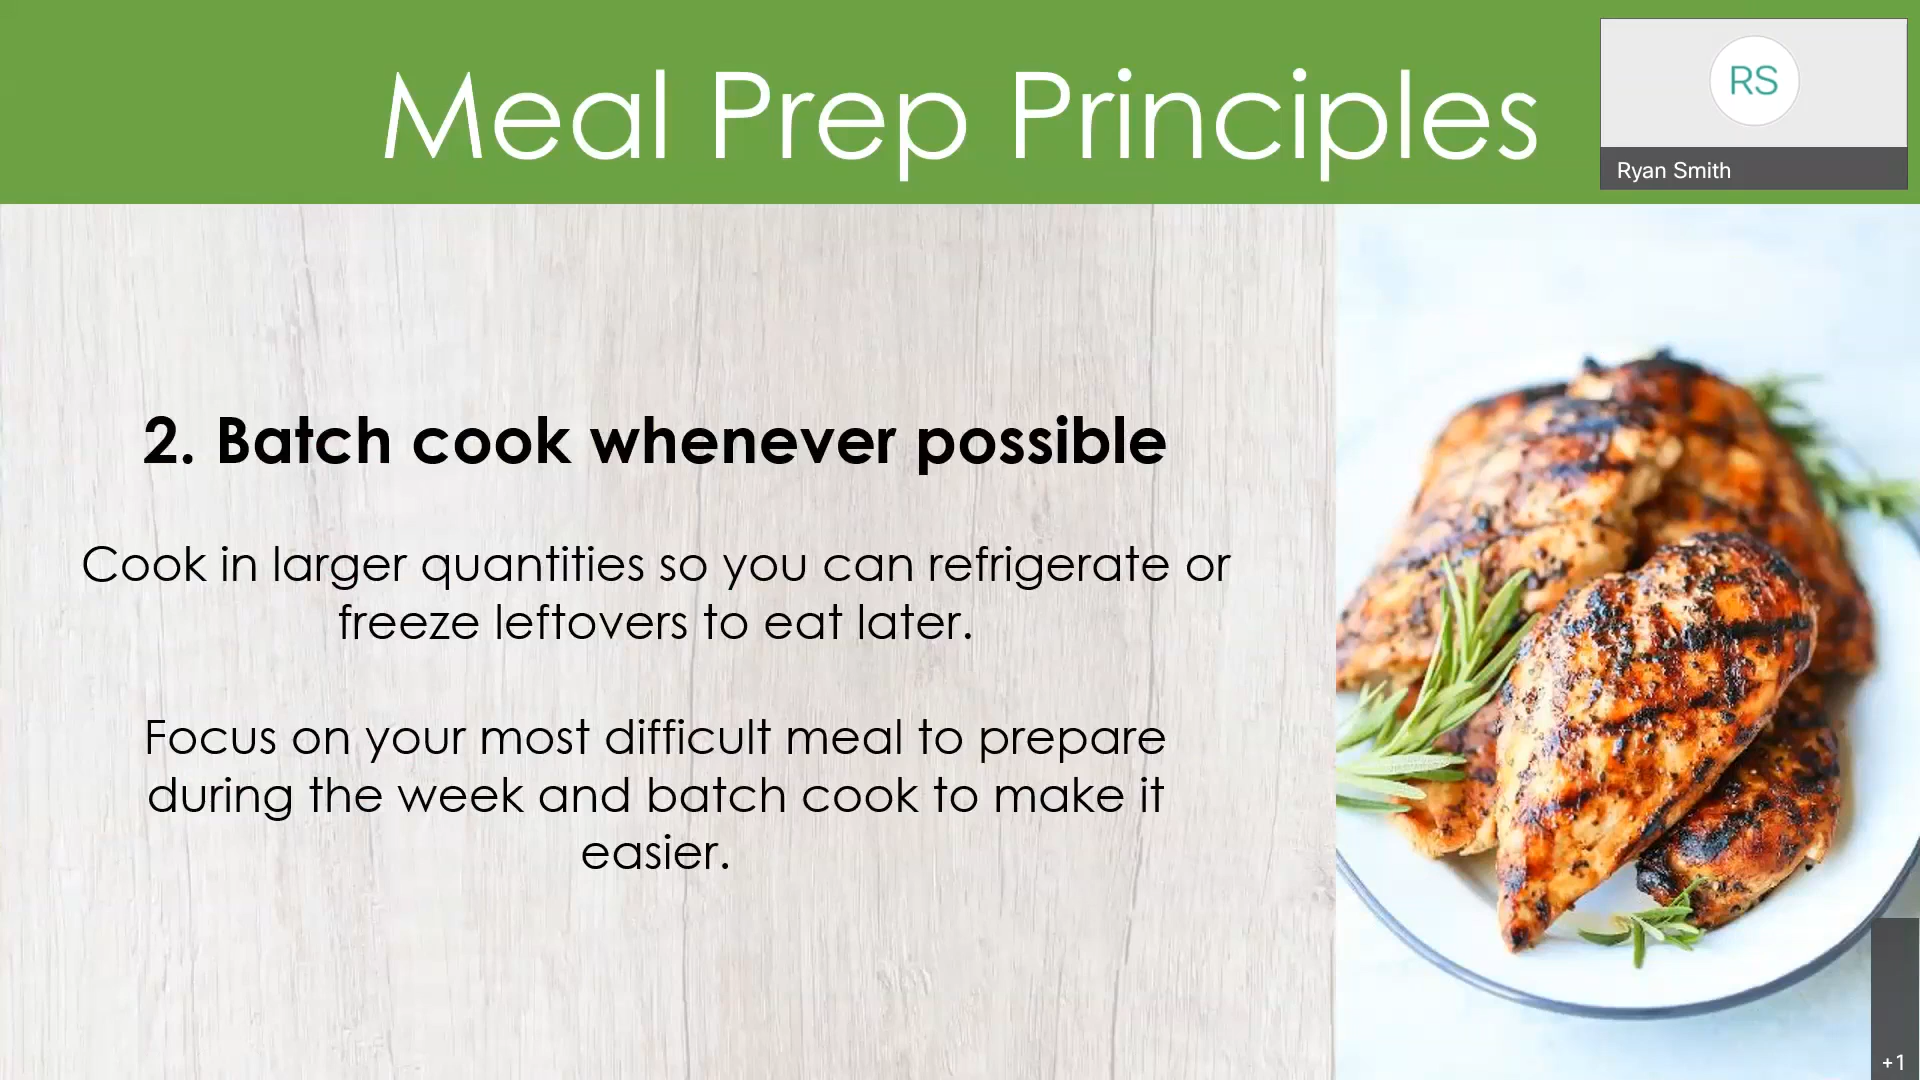 Meal Prep Principles
RS
Ryan Smith
2. Batch cook whenever possible
Cook in larger quantities so you can refrigerate or
freeze leftovers to eat later.
Focus on your most difficult meal to prepare
during the week and batch cook to make it
easier.
+1